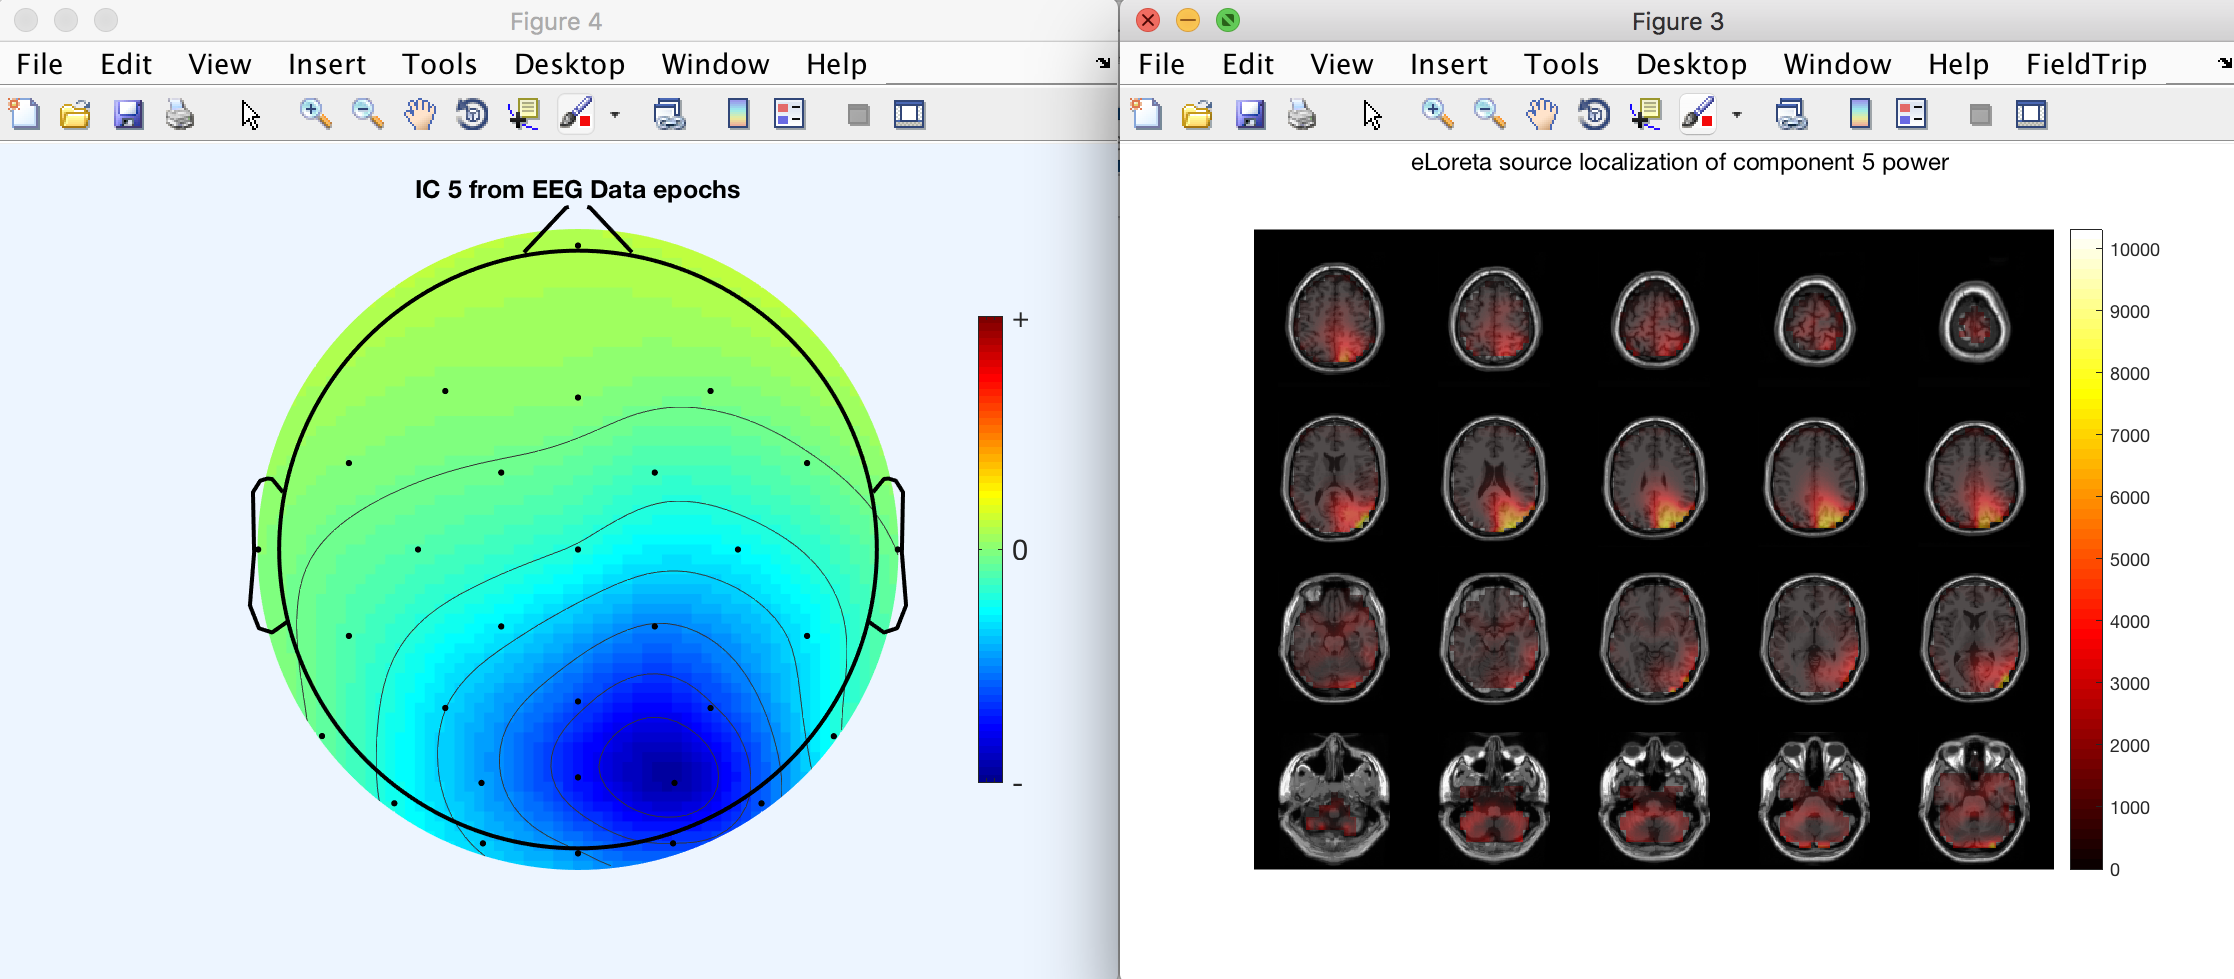 Figure 4
File Edit View Insert Tools Desktop Window Help
IC 5 from EEG Data epochs
+
0
-
Figure 3
File Edit View Insert Tools Desktop Window Help FieldTrip
eLoreta source localization of component 5 power
10000
9000
8000
7000
6000
5000
4000
3000
2000
1000
0